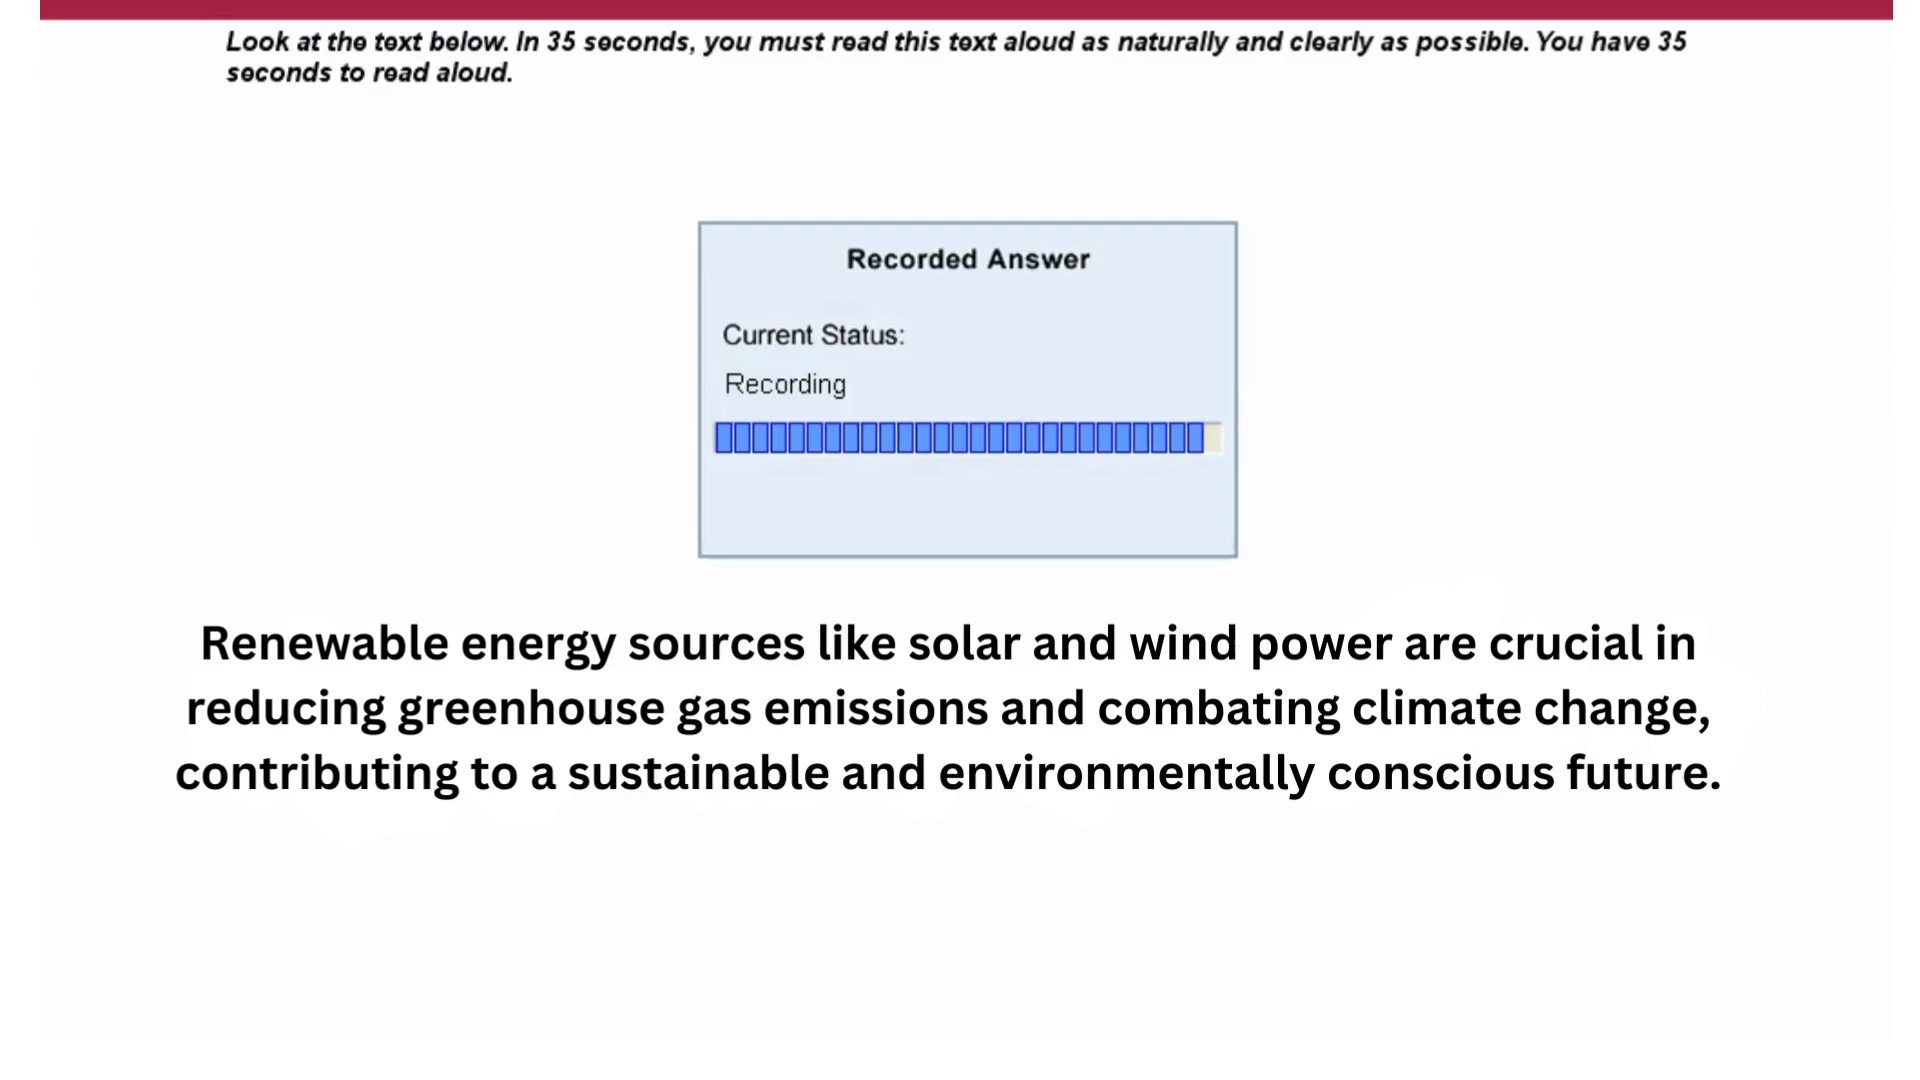 Look at the text below. In 35 seconds, you must read this text aloud as naturally and clearly as possible. You have 35
seconds to read aloud.
Recorded Answer
Current Status:
Recording
Renewable energy sources like solar and wind power are crucial in
reducing greenhouse gas emissions and combating climate change,
contributing to a sustainable and environmentally conscious future.